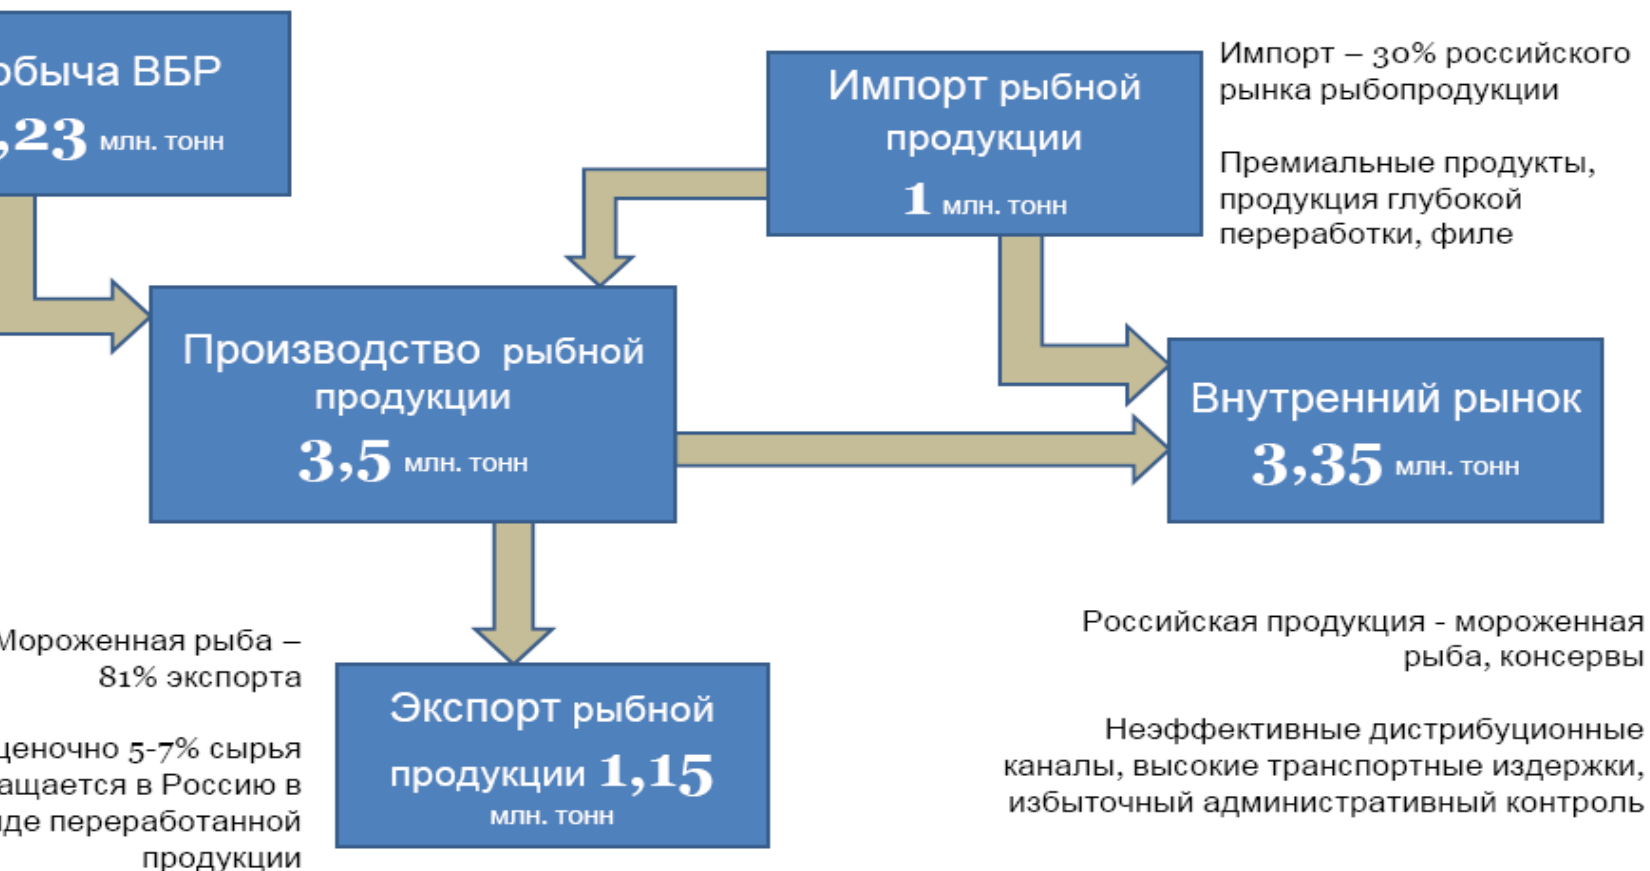 обыча ВБР
,23 млн. тонн
Импорт рыбной
продукции
1 млн. тонн
Импорт – 30% российского
рынка рыбопродукции
Премиальные продукты,
продукция глубокой
переработки, филе
Производство рыбной
продукции
3,5 млн. тонн
Внутренний рынок
3,35 млн. тонн
Мороженная рыба –
81% экспорта
ценочно 5-7% сырья
ащается в Россию в
де переработанной
продукции
Экспорт рыбной
продукции 1,15
млн. тонн
Российская продукция - мороженная
рыба, консервы
Неэффективные дистрибуционные
каналы, высокие транспортные издержки,
избыточный административный контроль